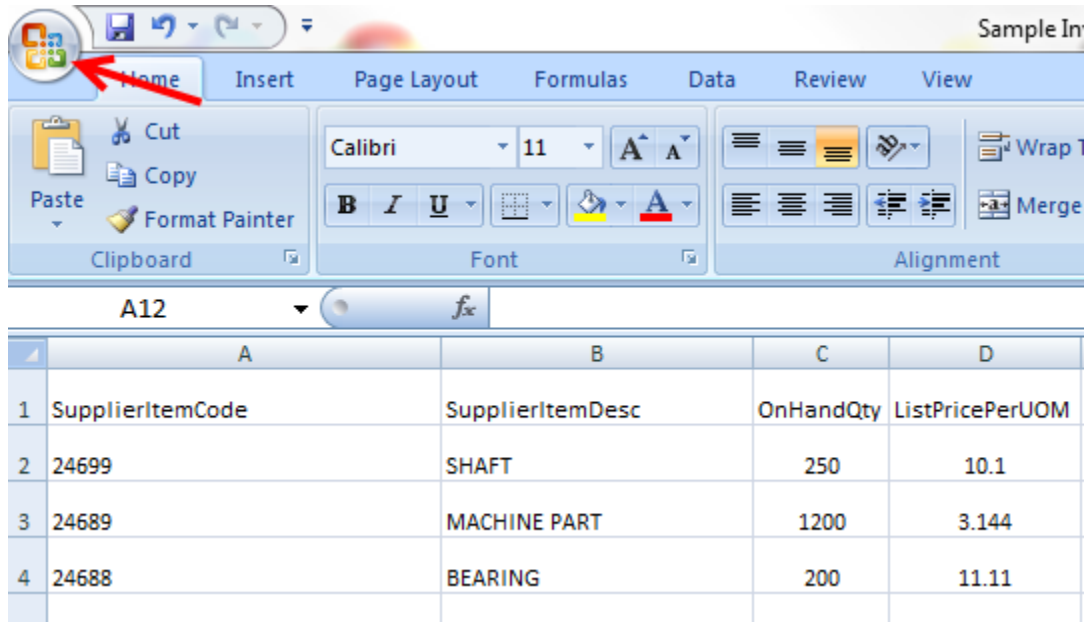 Sample In
Home Insert Page Layout Formulas Data Review View
Cut
Calibri 11 A A Wrap
Copy
Paste
B I U A a Merge
Format Painter
Clipboard Font Alignment
A12 fx
A B C D
1 SupplierItemCode SupplierItemDesc OnHandQty ListPricePerUOM
2 24699 SHAFT 250 10.1
3 24689 MACHINE PART 1200 3.144
4 24688 BEARING 200 11.11